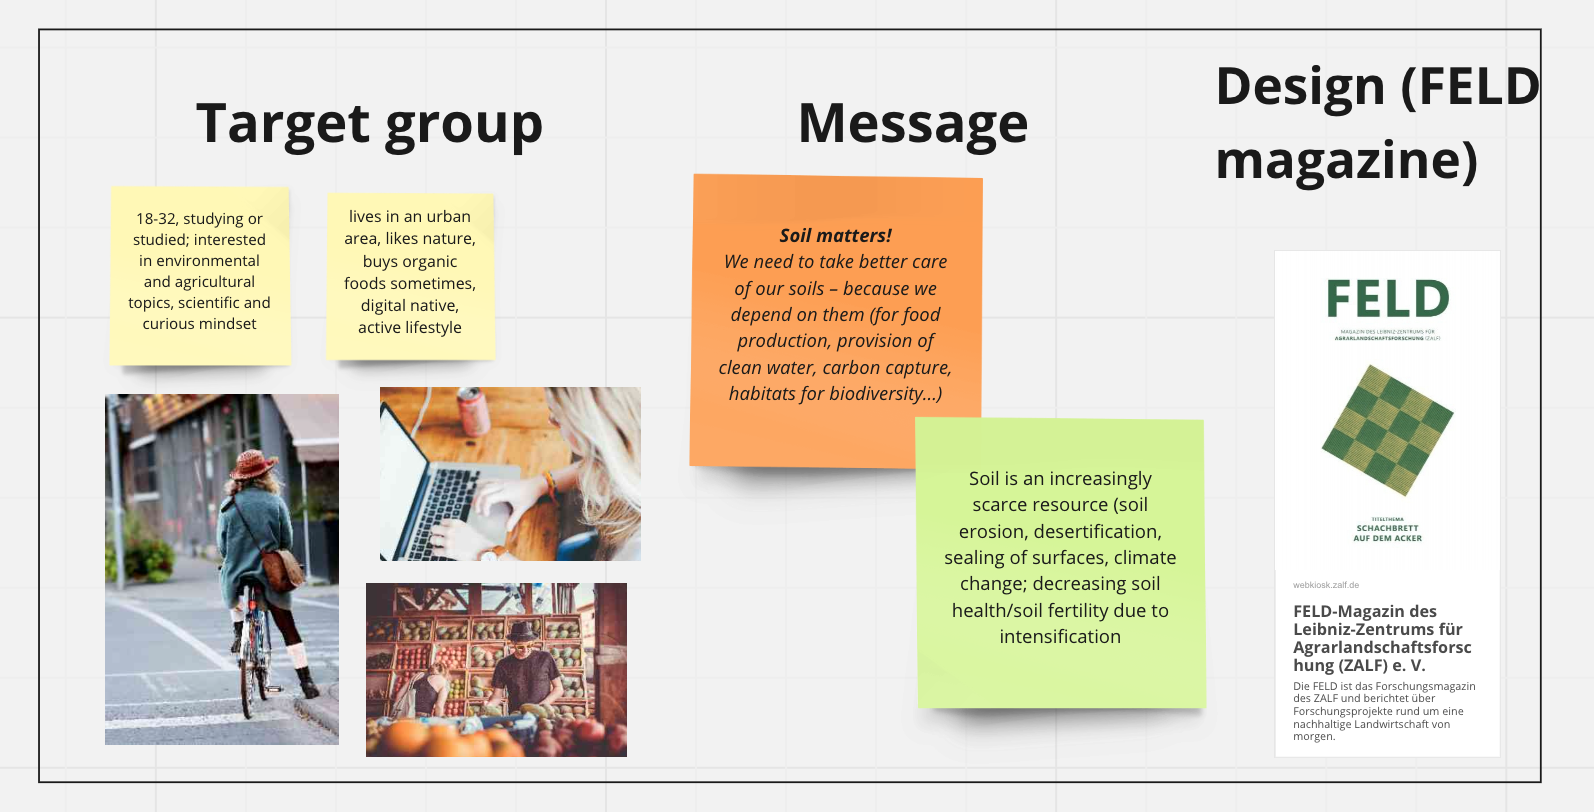 Target group
18-32, studying or
studied; interested
in environmental
and agricultural
topics, scientific and
curious mindset
lives in an urban
area, likes nature,
buys organic
foods sometimes,
digital native,
active lifestyle
Message
Soil matters!
We need to take better care
of our soils – because we
depend on them (for food
production, provision of
clean water, carbon capture,
habitats for biodiversity...)
Soil is an increasingly
scarce resource (soil
erosion, desertification,
sealing of surfaces, climate
change; decreasing soil
health/soil fertility due to
intensification
Design (FELD
magazine)
FELD
MAGAZIN DES LEIBNIZ-ZENTRUMS FÜR
AGRARLANDSCHAFTSFORSCHUNG (ZALF)
TITELTHEMA
SCHACHBRETT
AUF DEM ACKER
webkiosk.zalf.de
FELD-Magazin des
Leibniz-Zentrums für
Agrarlandschaftsforsc
hung (ZALF) e. V.
Die FELD ist das Forschungsmagazin
des ZALF und berichtet über
Forschungsprojekte rund um eine
nachhaltige Landwirtschaft von
morgen.